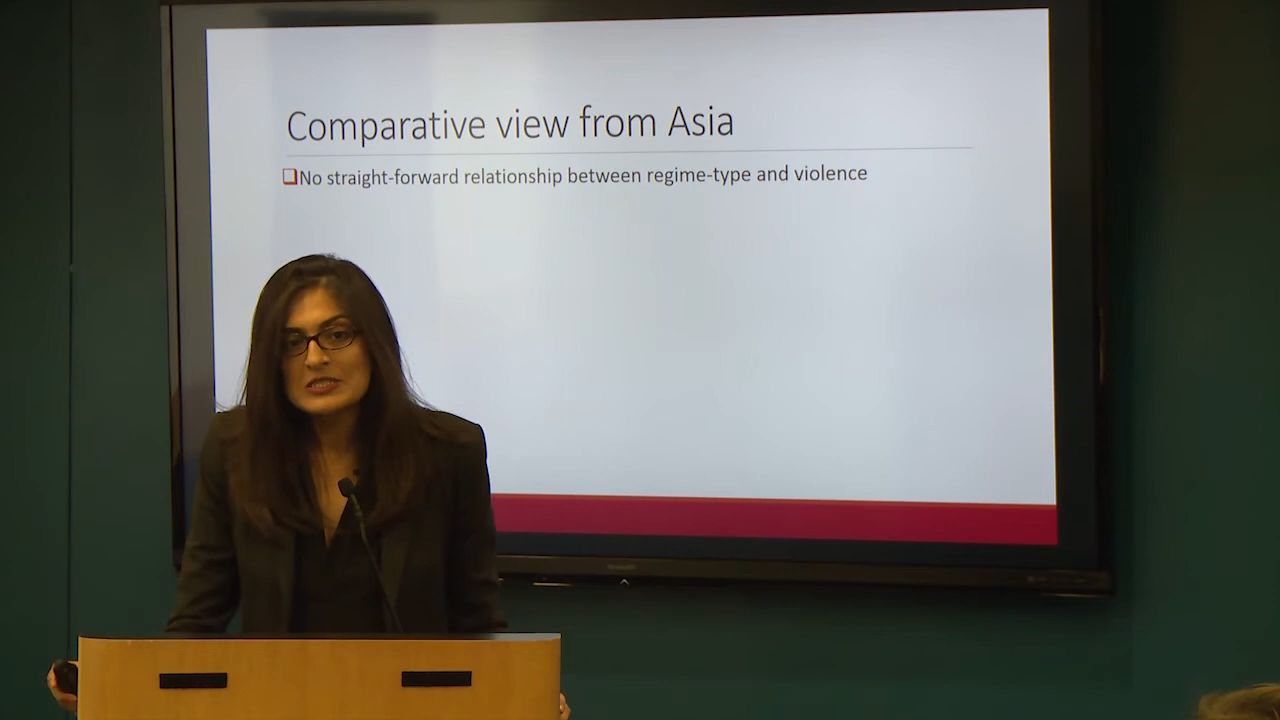 Comparative view from Asia
No straight-forward relationship between regime-type and violence